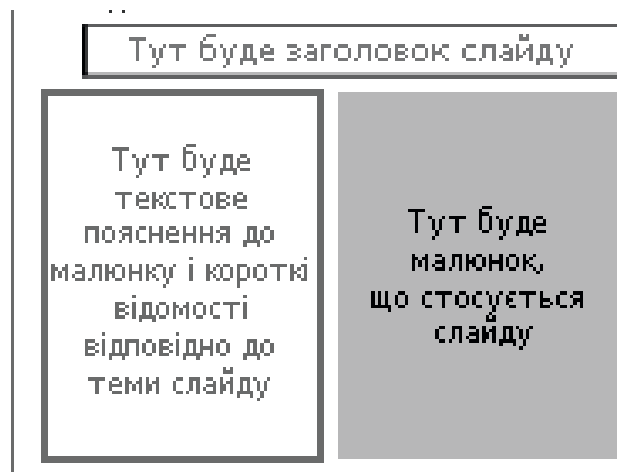 Тут буде заголовок слайду
Тут буде
текстове
пояснення до
малюнку і короткі
відомості
відповідно до
теми слайду
Тут буде
малюнок,
що стосується
слайду